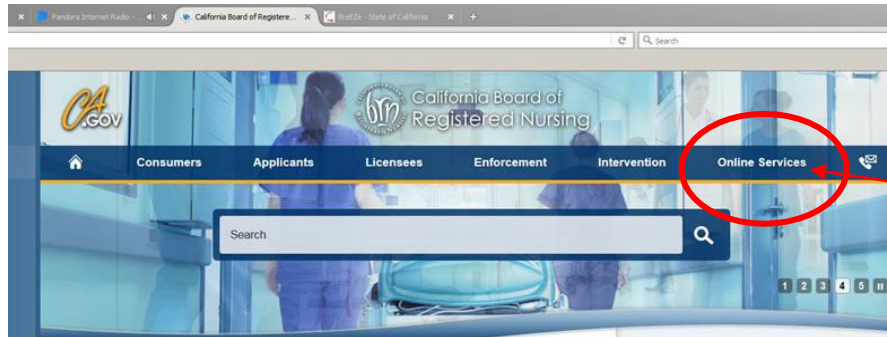 Pandora Internet Radio - ...
California Board of Registere...
BreEZe - State of California
Search
CA.GOV
brn
California Board of
Registered Nursing
Consumers Applicants Licensees Enforcement Intervention Online Services
Search
1 2 3 4 5